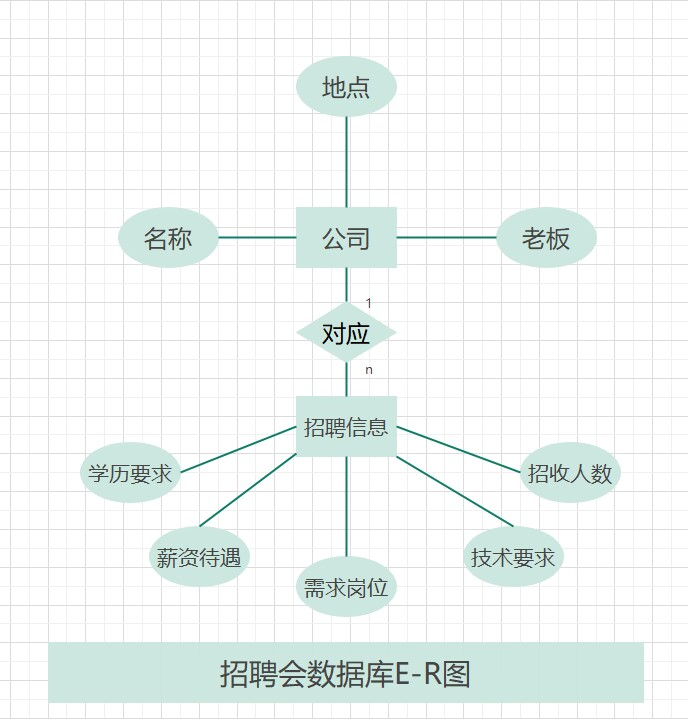 地点
名称
公司
老板
1
对应
n
招聘信息
学历要求
招收人数
薪资待遇
技术要求
需求岗位
招聘会数据库E-R图